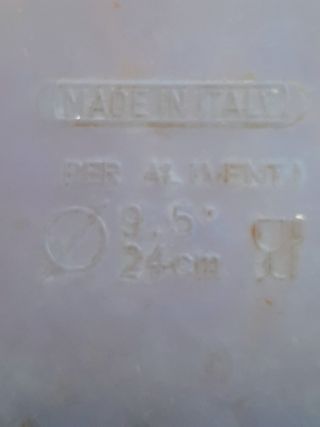 MADE IN ITALY
PER ALIMENTI
9.5"
24cm